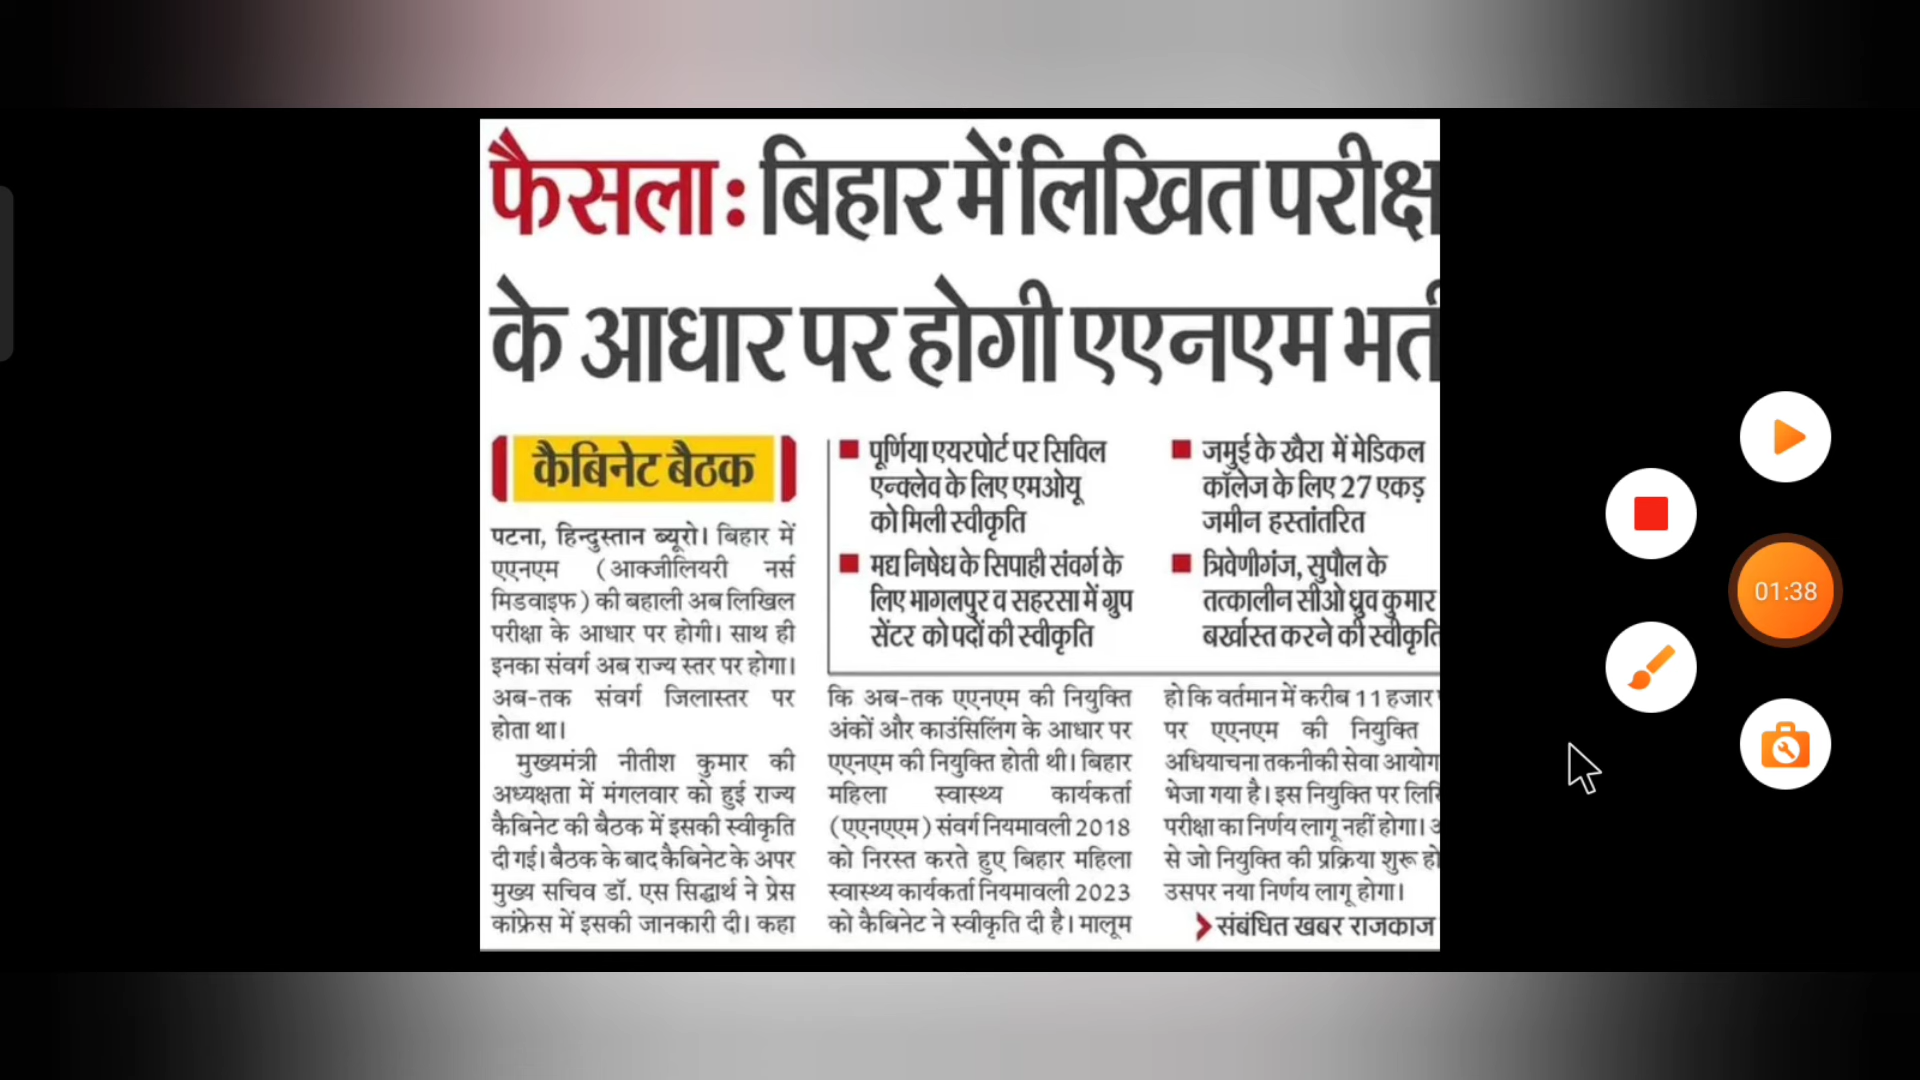 फैसला: बिहार में लिखित परीक्ष
के आधार पर होगी एएनएम भर्ती
कैबिनेट बैठक
पटना, हिन्दुस्तान ब्यूरो। बिहार में
एएनएम (आक्जीलियरी नर्स
मिडवाइफ) की बहाली अब लिखिल
परीक्षा के आधार पर होगी। साथ ही
इनका संवर्ग अब राज्य स्तर पर होगा।
अब-तक संवर्ग जिलास्तर पर
होता था।
मुख्यमंत्री नीतीश कुमार की
अध्यक्षता में मंगलवार को हुई राज्य
कैबिनेट की बैठक में इसकी स्वीकृति
दी गई। बैठक के बाद कैबिनेट के अपर
मुख्य सचिव डॉ. एस सिद्धार्थ ने प्रेस
कांफ्रेस में इसकी जानकारी दी। कहा
पूर्णिया एयरपोर्ट पर सिविल
एन्क्लेव के लिए एमओयू
को मिली स्वीकृति
मद्य निषेध के सिपाही संवर्ग के
लिए भागलपुर व सहरसा में ग्रुप
सेंटर को पदों की स्वीकृति
जमुई के खैरा में मेडिकल
कॉलेज के लिए 27 एकड़
जमीन हस्तांतरित
त्रिवेणीगंज, सुपौल के
तत्कालीन सीओ ध्रुव कुमार
बर्खास्त करने की स्वीकृति
कि अब-तक एएनएम की नियुक्ति
अंकों और काउंसिलिंग के आधार पर
एएनएम की नियुक्ति होती थी। बिहार
महिला स्वास्थ्य कार्यकर्ता
(एएनएएम) संवर्ग नियमावली 2018
को निरस्त करते हुए बिहार महिला
स्वास्थ्य कार्यकर्ता नियमावली 2023
को कैबिनेट ने स्वीकृति दी है। मालूम
हो कि वर्तमान में करीब 11 हजार
पर एएनएम की नियुक्ति
अधियाचना तकनीकी सेवा आयोग
भेजा गया है। इस नियुक्ति पर
परीक्षा का निर्णय लागू नहीं होगा।
से जो नियुक्ति की प्रक्रिया शुरू हो
उसपर नया निर्णय लागू होगा।
संबंधित खबर राजकाज
01:38